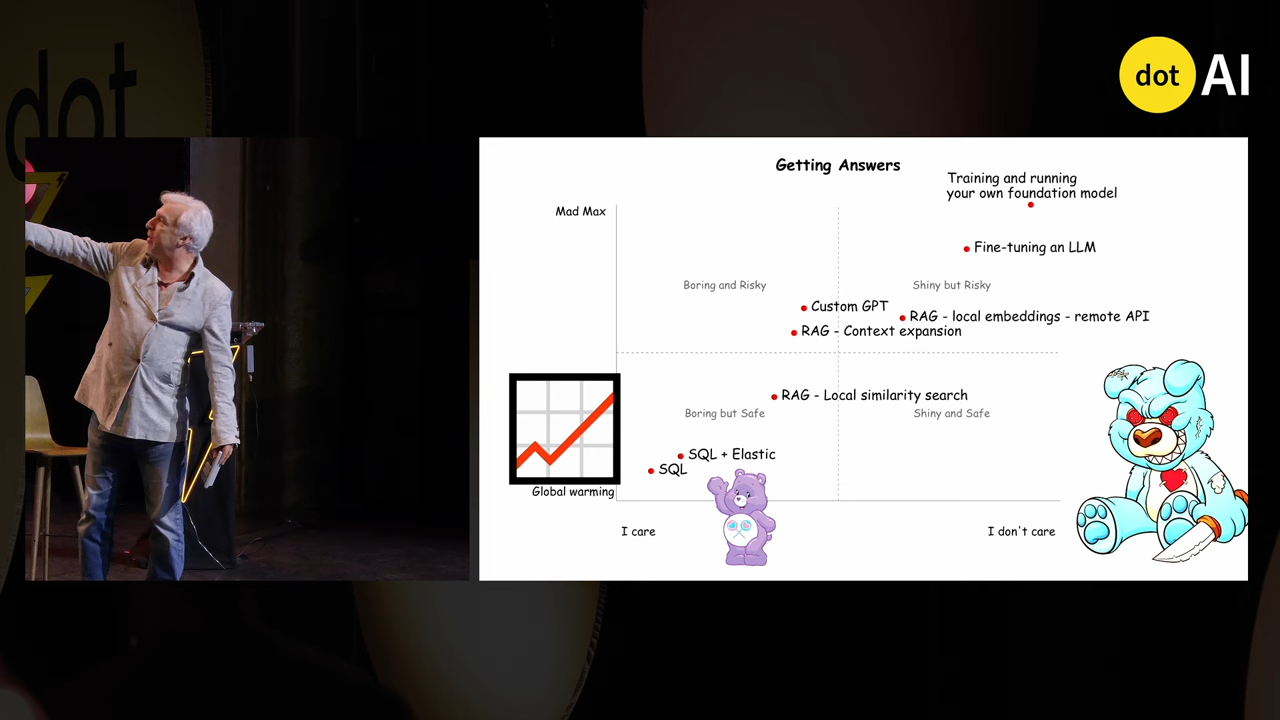 dot
dot AI
Getting Answers
Training and running
your own foundation model
Mad Max
Fine-tuning an LLM
Boring and Risky
Shiny but Risky
Custom GPT
RAG - local embeddings - remote API
RAG - Context expansion
RAG - Local similarity search
Boring but Safe
Shiny and Safe
SQL + Elastic
SQL
Global warming
I care
I don't care